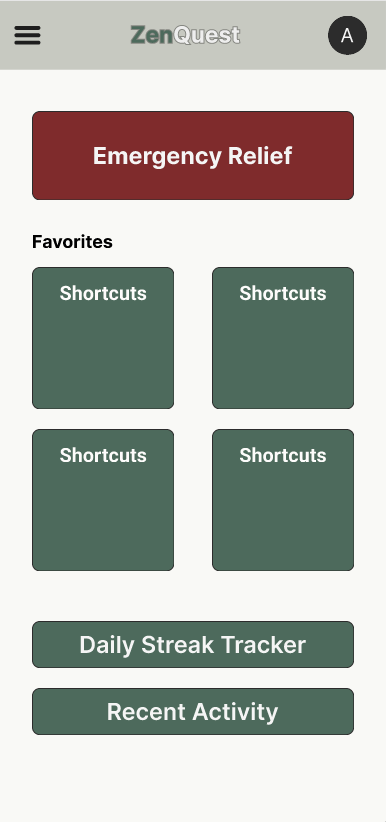 ZenQuest
A
Emergency Relief
Favorites
Shortcuts
Shortcuts
Shortcuts
Shortcuts
Daily Streak Tracker
Recent Activity